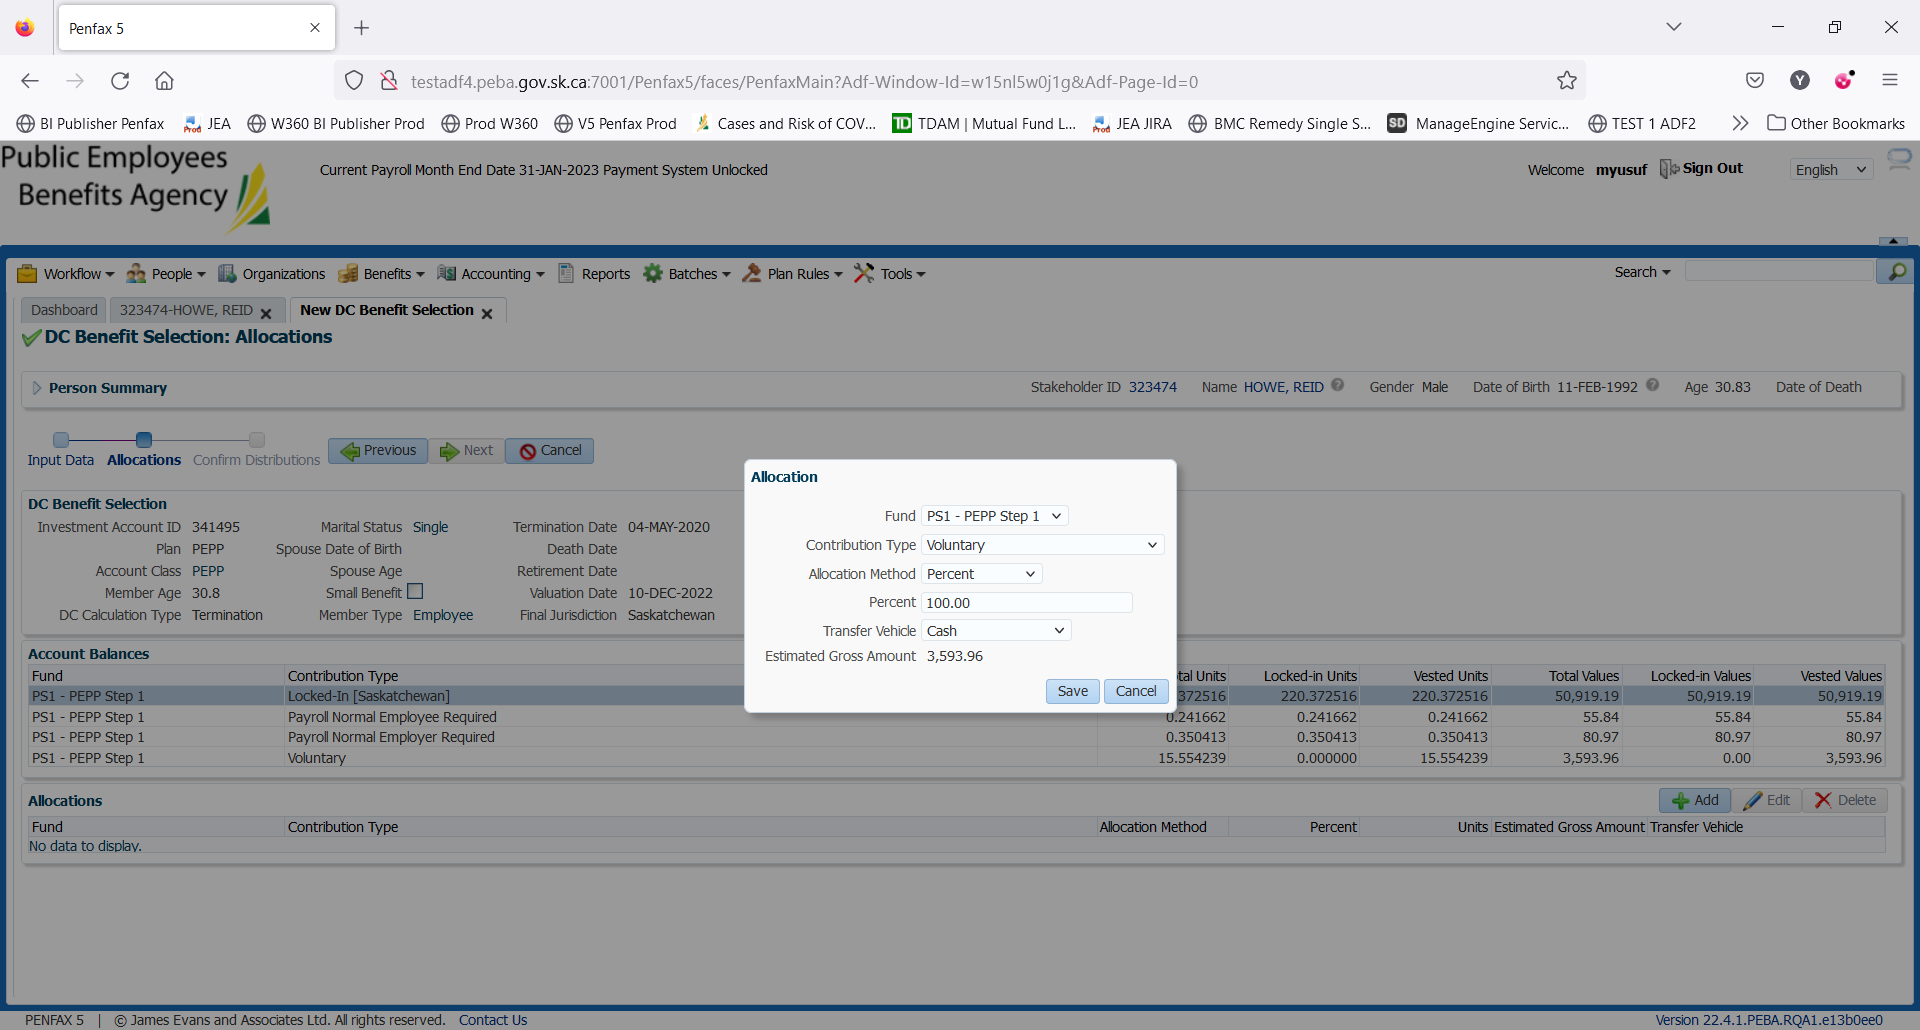 Penfax 5
testadf4.peba.gov.sk.ca:7001/Penfax5/faces/PenfaxMain?Adf-Window-Id=w15nl5w0j1g&Adf-Page-Id=0
BI Publisher Penfax JEA W360 BI Publisher Prod Prod W360 V5 Penfax Prod Cases and Risk of COV... TDAM | Mutual Fund L... JEA JIRA BMC Remedy Single S... ManageEngine Servic... TEST 1 ADF2 Other Bookmarks
Public Employees
Benefits Agency
Current Payroll Month End Date 31-JAN-2023 Payment System Unlocked
Welcome myusuf Sign Out English
Workflow People Organizations Benefits Accounting Reports Batches Plan Rules Tools Search
Dashboard 323474-HOWE, REID New DC Benefit Selection
DC Benefit Selection: Allocations
Person Summary Stakeholder ID 323474 Name HOWE, REID Gender Male Date of Birth 11-FEB-1992 Age 30.83 Date of Death
Input Data Allocations Confirm Distributions Previous Next Cancel
DC Benefit Selection
Investment Account ID 341495 Marital Status Single Termination Date 04-MAY-2020
Plan PEPP Spouse Date of Birth Death Date
Account Class PEPP Spouse Age Retirement Date
Member Age 30.8 Small Benefit Valuation Date 10-DEC-2022
DC Calculation Type Termination Member Type Employee Final Jurisdiction Saskatchewan
Allocation
Fund PS1 - PEPP Step 1
Contribution Type Voluntary
Allocation Method Percent
Percent 100.00
Transfer Vehicle Cash
Estimated Gross Amount 3,593.96
Save Cancel
Account Balances
Fund Contribution Type tal Units Locked-in Units Vested Units Total Values Locked-in Values Vested Values
PS1 - PEPP Step 1 Locked-In [Saskatchewan] .372516 220.372516 220.372516 50,919.19 50,919.19 50,919.19
PS1 - PEPP Step 1 Payroll Normal Employee Required 0.241662 0.241662 0.241662 55.84 55.84 55.84
PS1 - PEPP Step 1 Payroll Normal Employer Required 0.350413 0.350413 0.350413 80.97 80.97 80.97
PS1 - PEPP Step 1 Voluntary 15.554239 0.000000 15.554239 3,593.96 0.00 3,593.96
Allocations Add Edit Delete
Fund Contribution Type Allocation Method Percent Units Estimated Gross Amount Transfer Vehicle
No data to display.
PENFAX 5 | © James Evans and Associates Ltd. All rights reserved. Contact Us Version 22.4.1.PEBA.RQA1.e13b0ee0